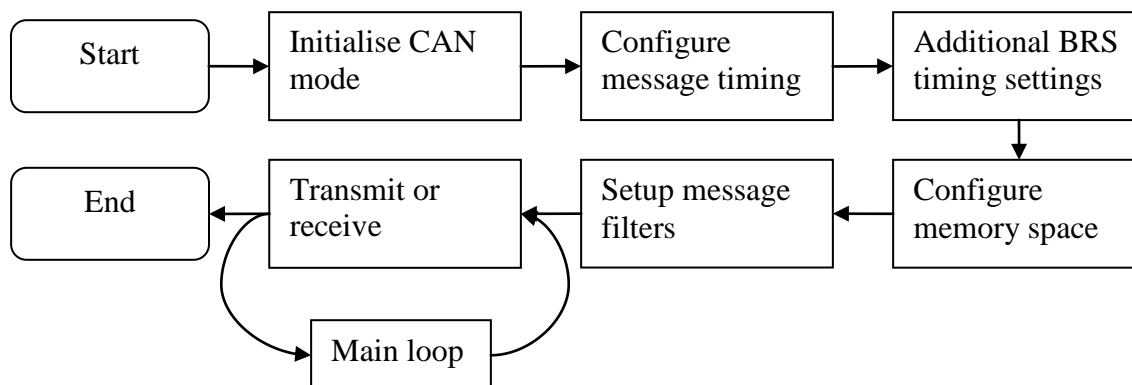 Start
Initialise CAN
mode
Configure
message timing
Additional BRS
timing settings
Configure
memory space
Setup message
filters
Transmit or
receive
End
Main loop